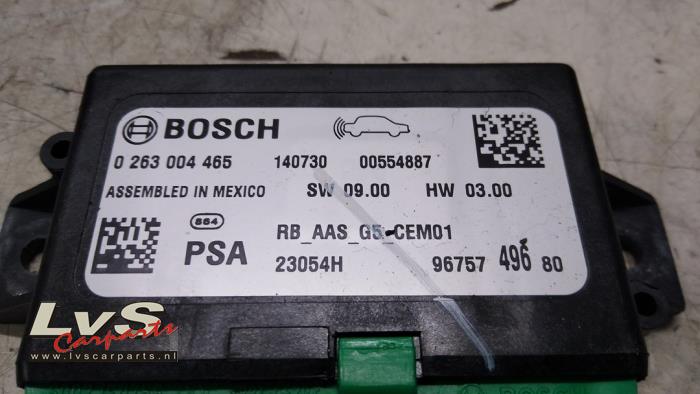 BOSCH
0 263 004 465 140730 00554887
ASSEMBLED IN MEXICO SW 09.00 HW 03.00
864
PSA RB_AAS_G5_CEM01
23054H 96757 496 80
LvS
Carparts
www.lvscarparts.nl
BOSCH